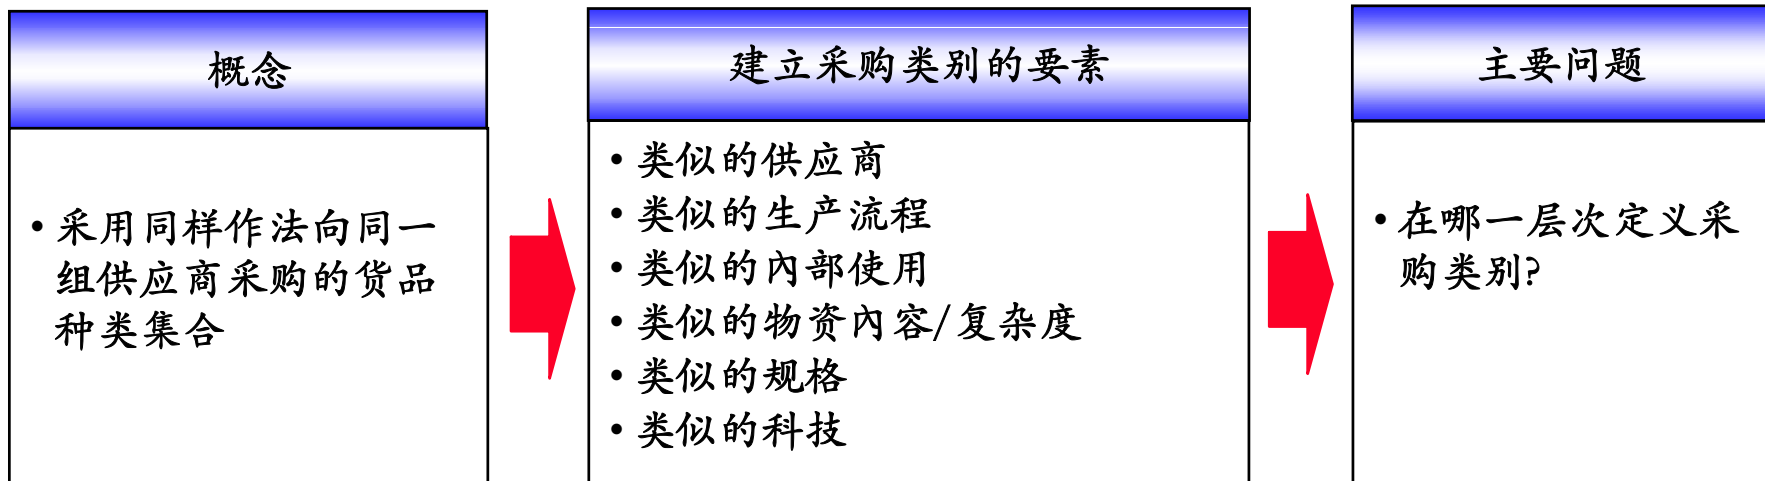 概念
• 采用同样作法向同一
组供应商采购的货品
种类集合
建立采购类别的要素
• 类似的供应商
• 类似的生产流程
• 类似的內部使用
• 类似的物资內容/复杂度
• 类似的规格
• 类似的科技
主要问题
• 在哪一层次定义采
购类别?